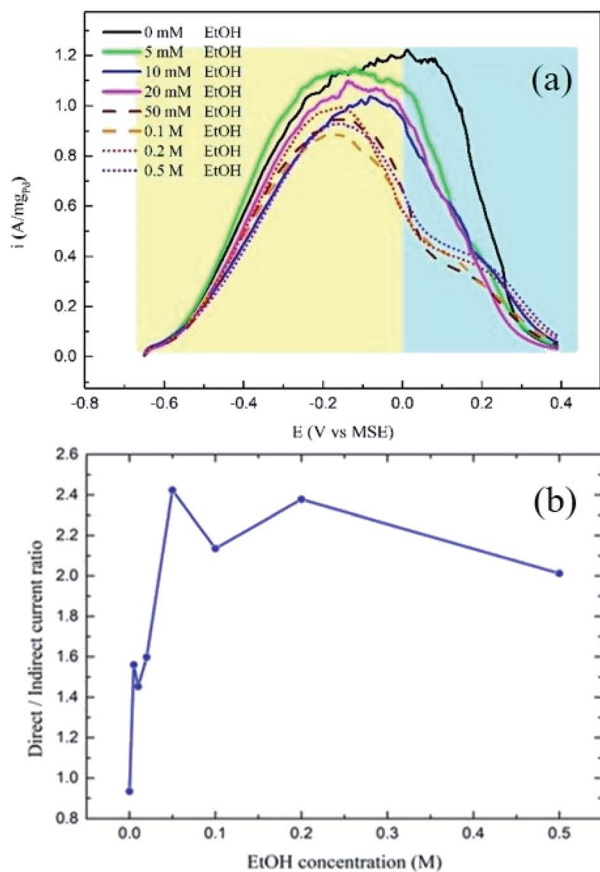 (a)
0 mM EtOH
5 mM EtOH
10 mM EtOH
20 mM EtOH
50 mM EtOH
0.1 M EtOH
0.2 M EtOH
0.5 M EtOH
i (A/mgPd)
1.2
1.0
0.8
0.6
0.4
0.2
0.0
-0.8 -0.6 -0.4 -0.2 0.0 0.2 0.4
E (V vs MSE)
(b)
Direct / Indirect current ratio
2.6
2.4
2.2
2.0
1.8
1.6
1.4
1.2
1.0
0.8
0.0 0.1 0.2 0.3 0.4 0.5
EtOH concentration (M)